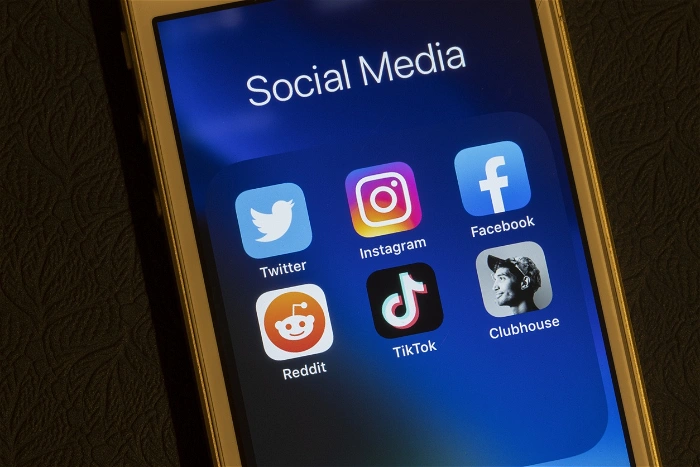 Social Media
Twitter
Instagram
Facebook
Reddit
TikTok
Clubhouse